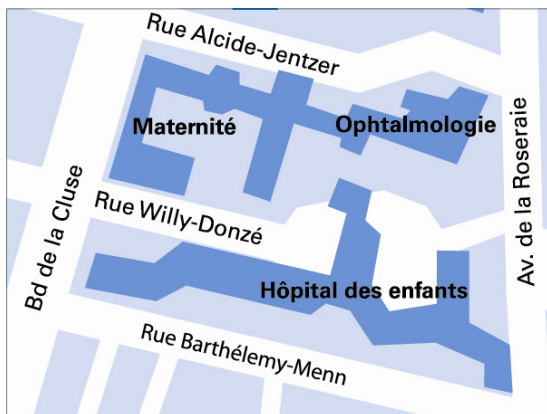 Rue Alcide-Jentzer
Maternité
Ophtalmologie
Rue Willy-Donzé
Bd de la Cluse
Av. de la Roseraie
Hôpital des enfants
Rue Barthélemy-Menn